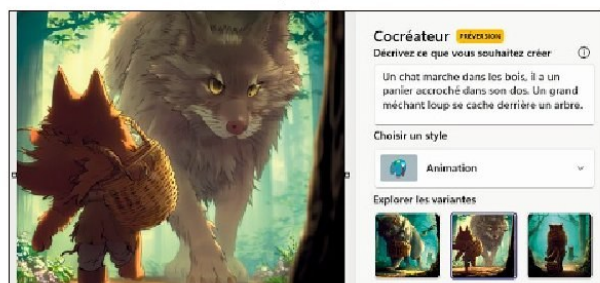 Cocréateur PRÉVERSION
Décrivez ce que vous souhaitez créer
Un chat marche dans les bois, il a un
panier accroché dans son dos. Un grand
méchant loup se cache derrière un arbre.
Choisir un style
Animation
Explorer les variantes